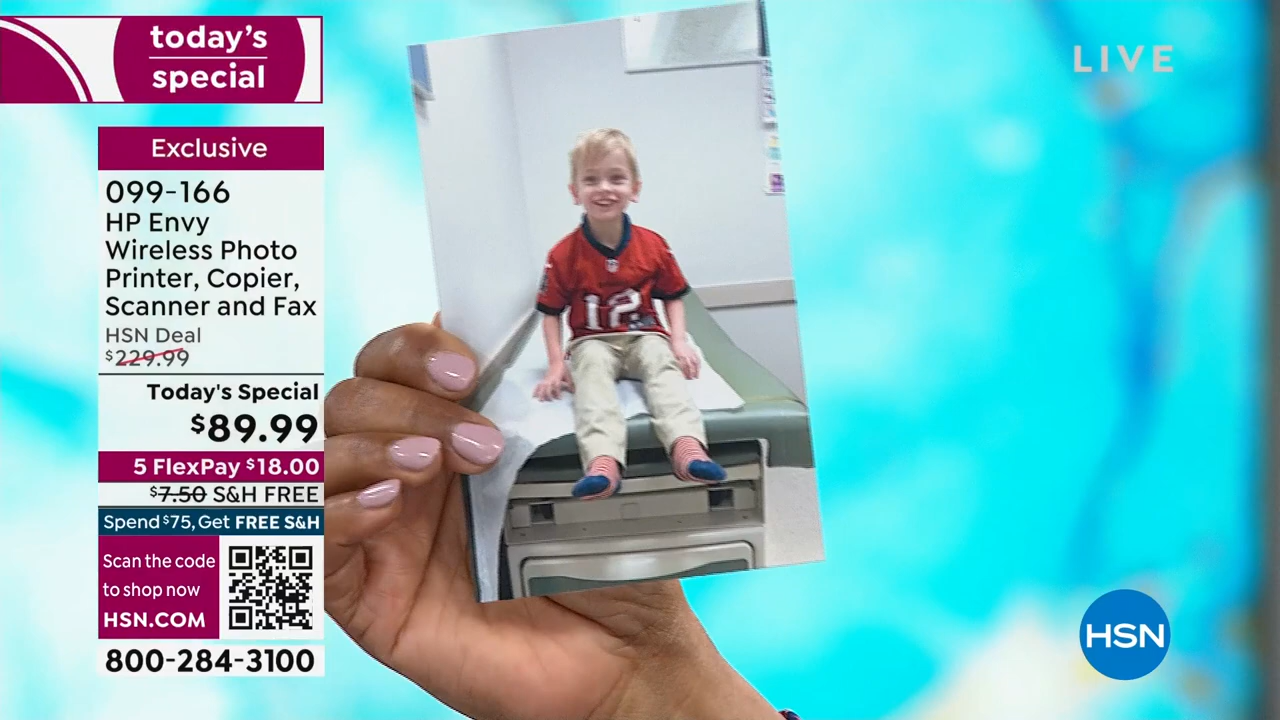 today's
special
LIVE
Exclusive
099-166
HP Envy
Wireless Photo
Printer, Copier,
Scanner and Fax
HSN Deal
$229.99
Today's Special
$89.99
5 FlexPay $18.00
$7.50 S&H FREE
Spend $75, Get FREE S&H
Scan the code
to shop now
HSN.COM
800-284-3100
12
HSN